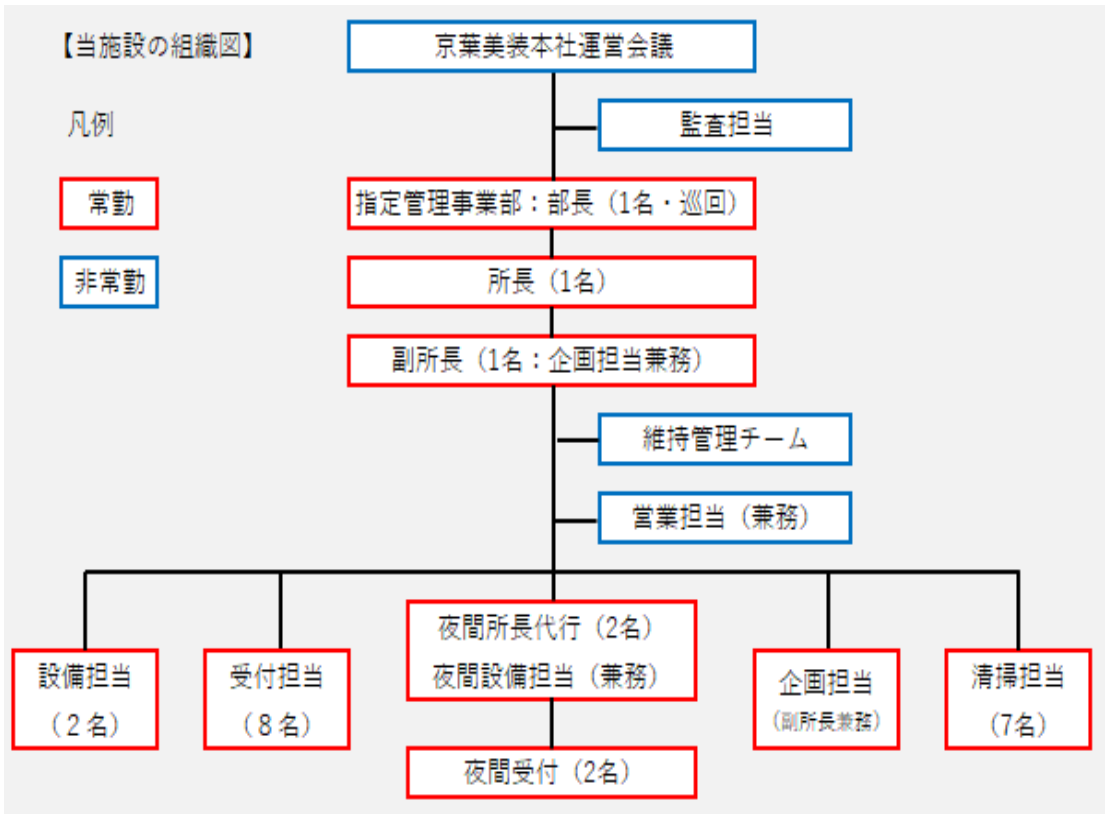 【当施設の組織図】
京葉美装本社運営会議
凡例
監査担当
常勤
指定管理事業部：部長（1名・巡回）
非常勤
所長（1名）
副所長（1名：企画担当兼務）
維持管理チーム
営業担当（兼務）
設備担当
（２名）
受付担当
（８名）
夜間所長代行（2名）
夜間設備担当（兼務）
夜間受付（2名）
企画担当
（副所長兼務）
清掃担当
（7名）